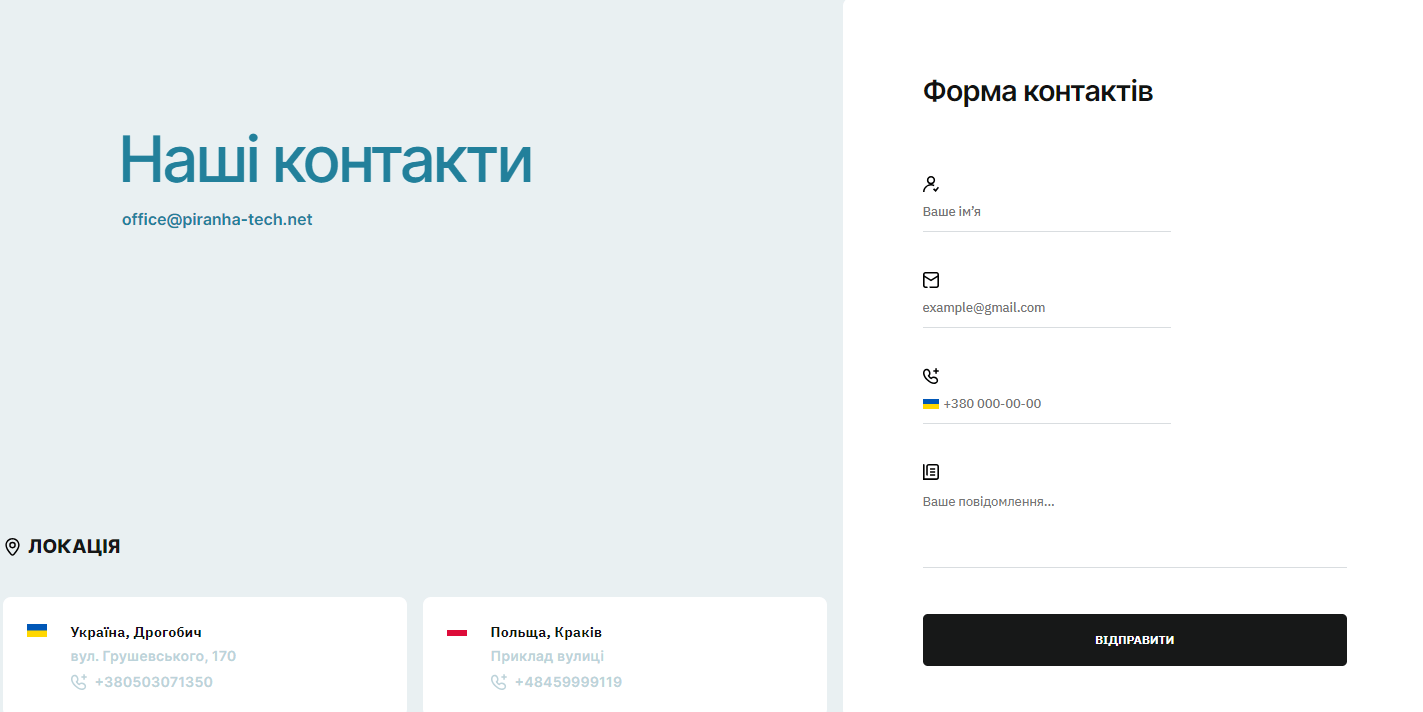 Наші контакти
office@piranha-tech.net
ЛОКАЦІЯ
Україна, Дрогобич
вул. Грушевського, 170
+380503071350
Польща, Краків
Приклад вулиці
+48459999119
Форма контактів
Ваше ім’я
example@gmail.com
+380 000-00-00
Ваше повідомлення...
ВІДПРАВИТИ